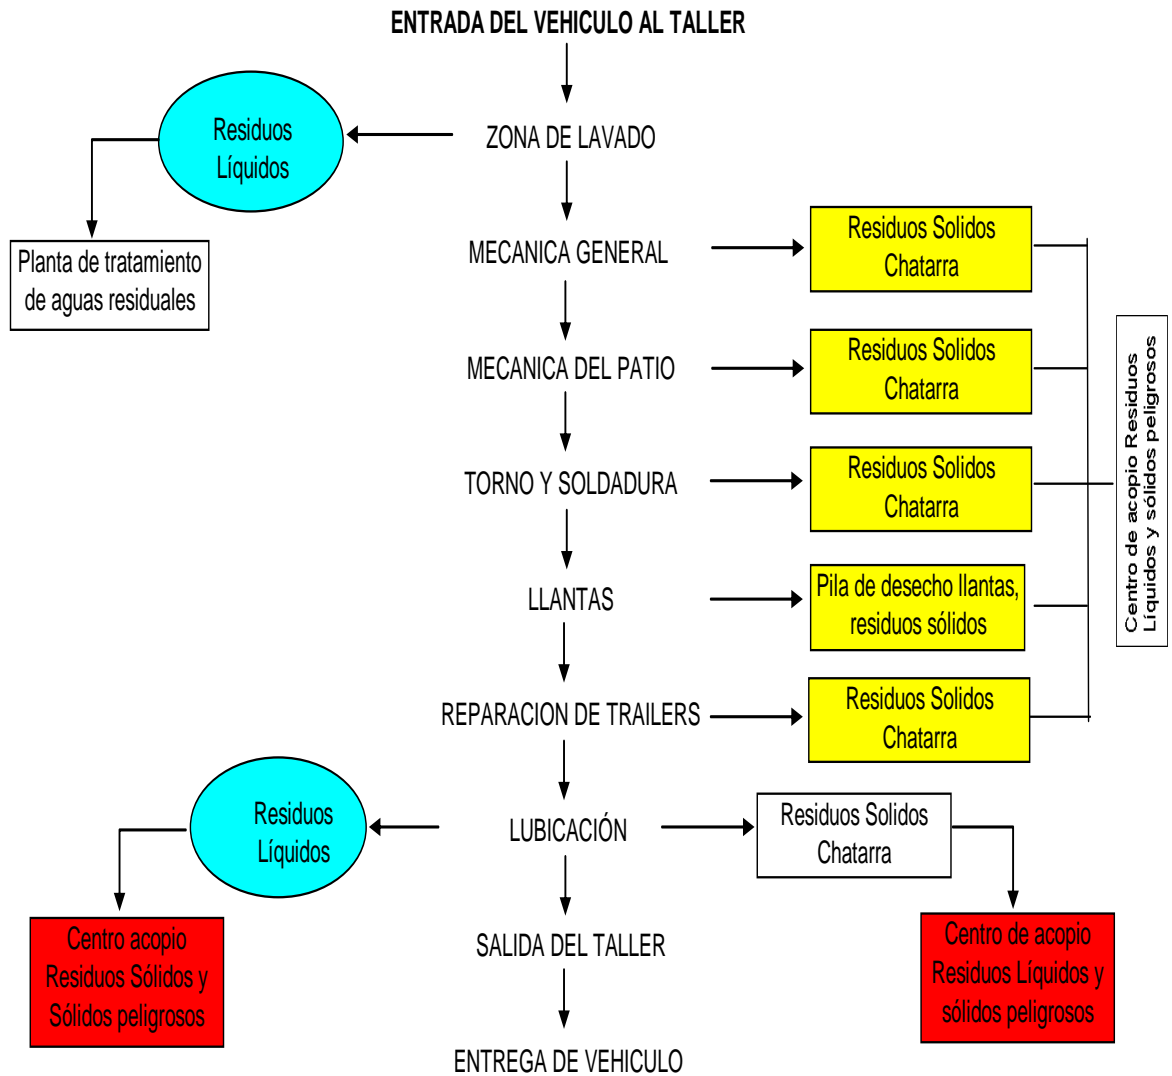 ENTRADA DEL VEHICULO AL TALLER
Residuos
Líquidos
ZONA DE LAVADO
Planta de tratamiento
de aguas residuales
MECANICA GENERAL
Residuos Solidos
Chatarra
MECANICA DEL PATIO
Residuos Solidos
Chatarra
TORNO Y SOLDADURA
Residuos Solidos
Chatarra
LLANTAS
Pila de desecho llantas,
residuos sólidos
REPARACION DE TRAILERS
Residuos Solidos
Chatarra
Centro de acopio Residuos
Líquidos y sólidos peligrosos
Residuos
Líquidos
LUBICACIÓN
Residuos Solidos
Chatarra
Centro acopio
Residuos Sólidos y
Sólidos peligrosos
SALIDA DEL TALLER
Centro de acopio
Residuos Líquidos y
sólidos peligrosos
ENTREGA DE VEHICULO